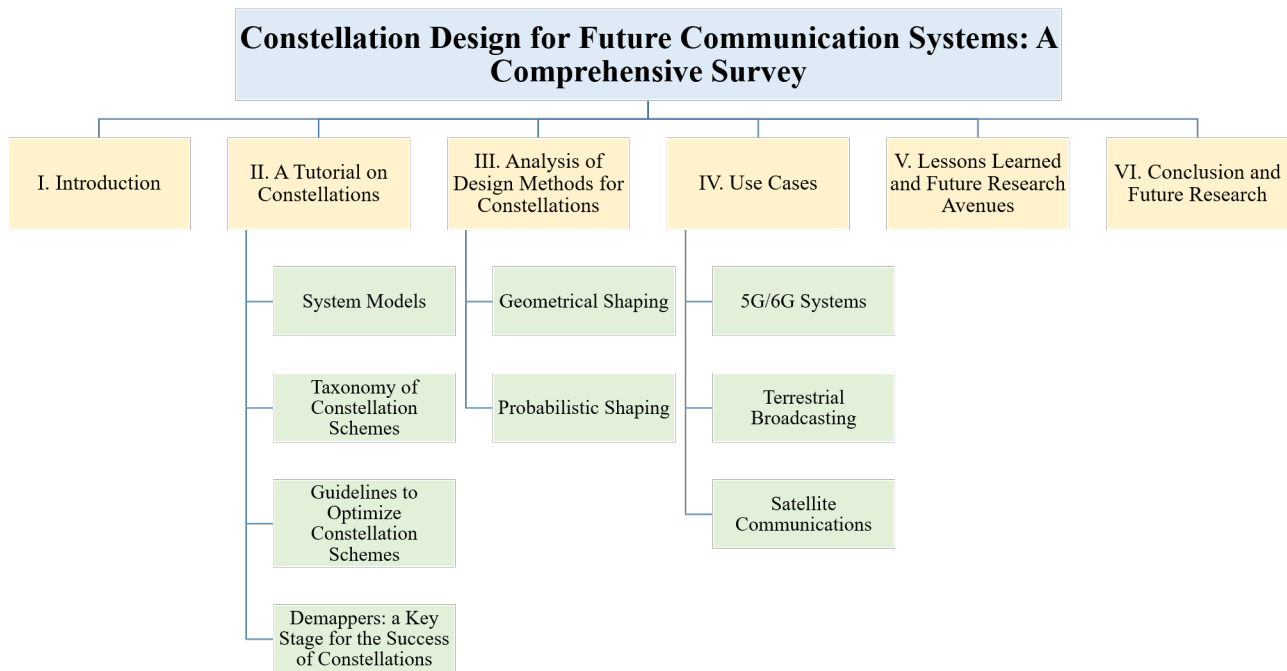 Constellation Design for Future Communication Systems: A
Comprehensive Survey
I. Introduction
II. A Tutorial on
Constellations
III. Analysis of
Design Methods for
Constellations
IV. Use Cases
V. Lessons Learned
and Future Research
Avenues
VI. Conclusion and
Future Research
System Models
Taxonomy of
Constellation
Schemes
Guidelines to
Optimize
Constellation
Schemes
Demappers: a Key
Stage for the Success
of Constellations
Geometrical Shaping
Probabilistic Shaping
5G/6G Systems
Terrestrial
Broadcasting
Satellite
Communications